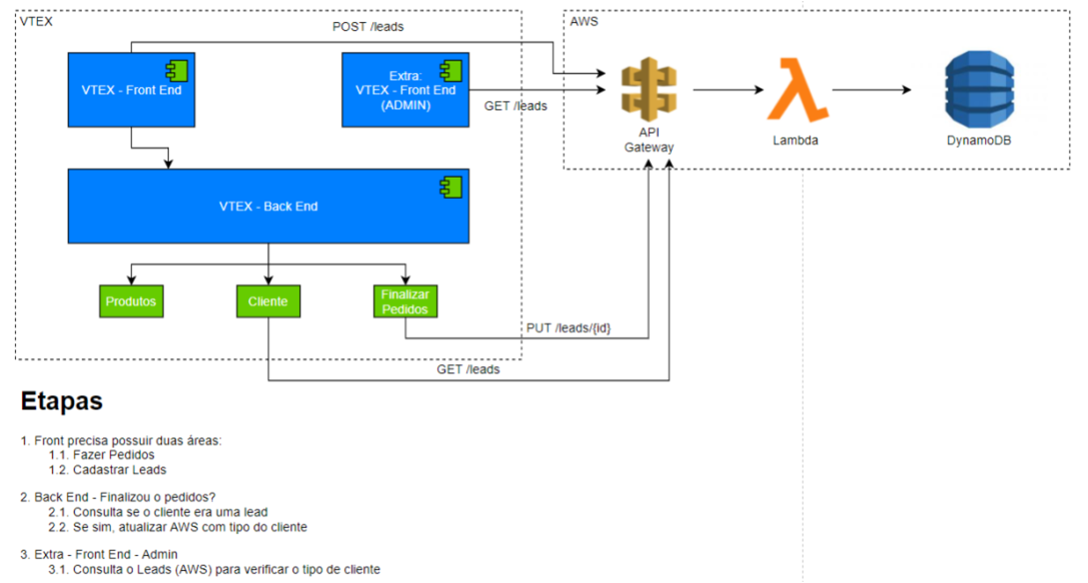 VTEX
AWS
POST /leads
VTEX - Front End
Extra:
VTEX - Front End
(ADMIN)
GET /leads
API
Gateway
Lambda
DynamoDB
VTEX - Back End
Produtos
Cliente
Finalizar
Pedidos
PUT /leads/{id}
GET /leads
Etapas
1. Front precisa possuir duas áreas:
1.1. Fazer Pedidos
1.2. Cadastrar Leads
2. Back End - Finalizou o pedidos?
2.1. Consulta se o cliente era uma lead
2.2. Se sim, atualizar AWS com tipo do cliente
3. Extra - Front End - Admin
3.1. Consulta o Leads (AWS) para verificar o tipo de cliente